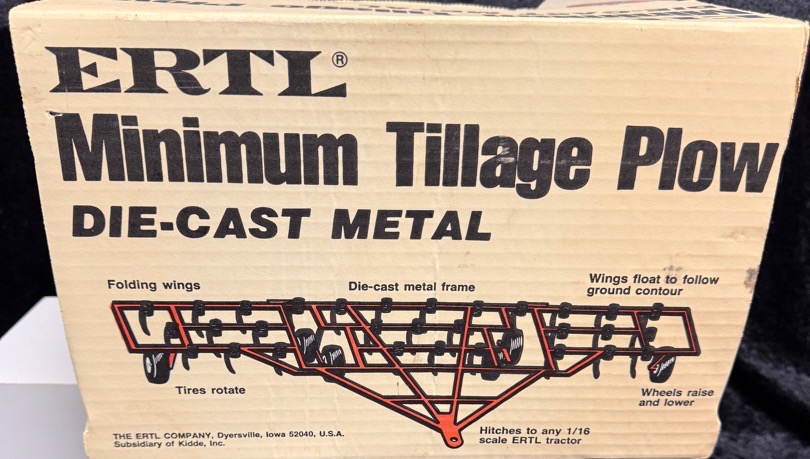 ERTL®
Minimum Tillage Plow
DIE-CAST METAL
Folding wings
Die-cast metal frame
Wings float to follow
ground contour
Tires rotate
Wheels raise
and lower
Hitches to any 1/16
scale ERTL tractor
THE ERTL COMPANY, Dyersville, Iowa 52040, U.S.A.
Subsidiary of Kidde, Inc.